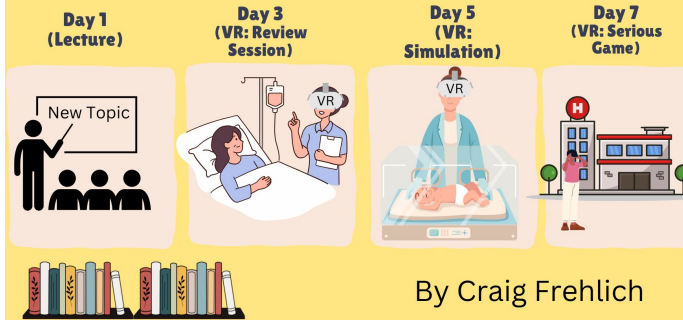 Day 1
(Lecture)
Day 3
(VR: Review
Session)
Day 5
(VR:
Simulation)
Day 7
(VR: Serious
Game)
New Topic
VR
VR
H
By Craig Frehlich